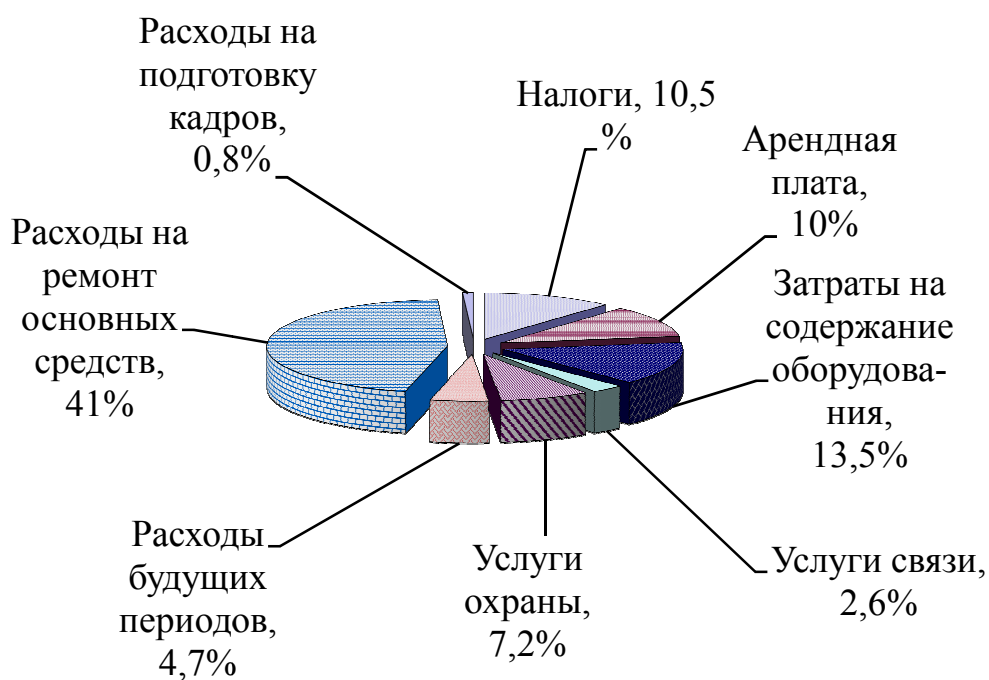 Расходы на
подготовку
кадров,
0,8%
Налоги, 10,5
%
Арендная
плата,
10%
Затраты на
содержание
оборудова-
ния,
13,5%
Услуги связи,
2,6%
Услуги
охраны,
7,2%
Расходы
будущих
периодов,
4,7%
Расходы на
ремонт
основных
средств,
41%